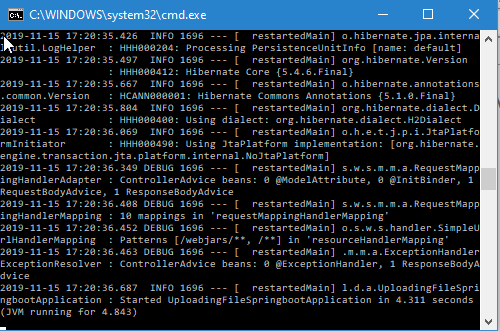 C:\WINDOWS\system32\cmd.exe
2019-11-15 17:20:35.426  INFO 1696 --- [  restartedMain] o.hibernate.jpa.intern
l.util.LogHelper  : HHH000204: Processing PersistenceUnitInfo [name: default]
2019-11-15 17:20:35.497  INFO 1696 --- [  restartedMain] org.hibernate.Version
: HHH000412: Hibernate Core {5.4.6.Final}
2019-11-15 17:20:35.667  INFO 1696 --- [  restartedMain] o.hibernate.annotations
.common.Version   : HCANN000001: Hibernate Commons Annotations {5.1.0.Final}
2019-11-15 17:20:35.804  INFO 1696 --- [  restartedMain] org.hibernate.dialect.D
ialect            : HHH000400: Using dialect: org.hibernate.dialect.H2Dialect
2019-11-15 17:20:36.069  INFO 1696 --- [  restartedMain] o.h.e.t.j.p.i.JtaPlatfo
rmInitiator       : HHH000490: Using JtaPlatform implementation: [org.hibernate.
engine.transaction.jta.platform.internal.NoJtaPlatform]
2019-11-15 17:20:36.349 DEBUG 1696 --- [  restartedMain] s.w.s.m.m.a.RequestMapp
ingHandlerAdapter : ControllerAdvice beans: 0 @ModelAttribute, 0 @InitBinder, 1
RequestBodyAdvice, 1 ResponseBodyAdvice
2019-11-15 17:20:36.408 DEBUG 1696 --- [  restartedMain] s.w.s.m.m.a.RequestMapp
ingHandlerMapping : 10 mappings in 'requestMappingHandlerMapping'
2019-11-15 17:20:36.452 DEBUG 1696 --- [  restartedMain] o.s.w.s.handler.SimpleU
rlHandlerMapping  : Patterns [/webjars/**, /**] in 'resourceHandlerMapping'
2019-11-15 17:20:36.463 DEBUG 1696 --- [  restartedMain] .m.m.a.ExceptionHandler
ExceptionResolver : ControllerAdvice beans: 0 @ExceptionHandler, 1 ResponseBodyA
dvice
2019-11-15 17:20:36.687  INFO 1696 --- [  restartedMain] l.d.a.UploadingFileSpri
ngbootApplication : Started UploadingFileSpringbootApplication in 4.311 seconds
(JVM running for 4.843)